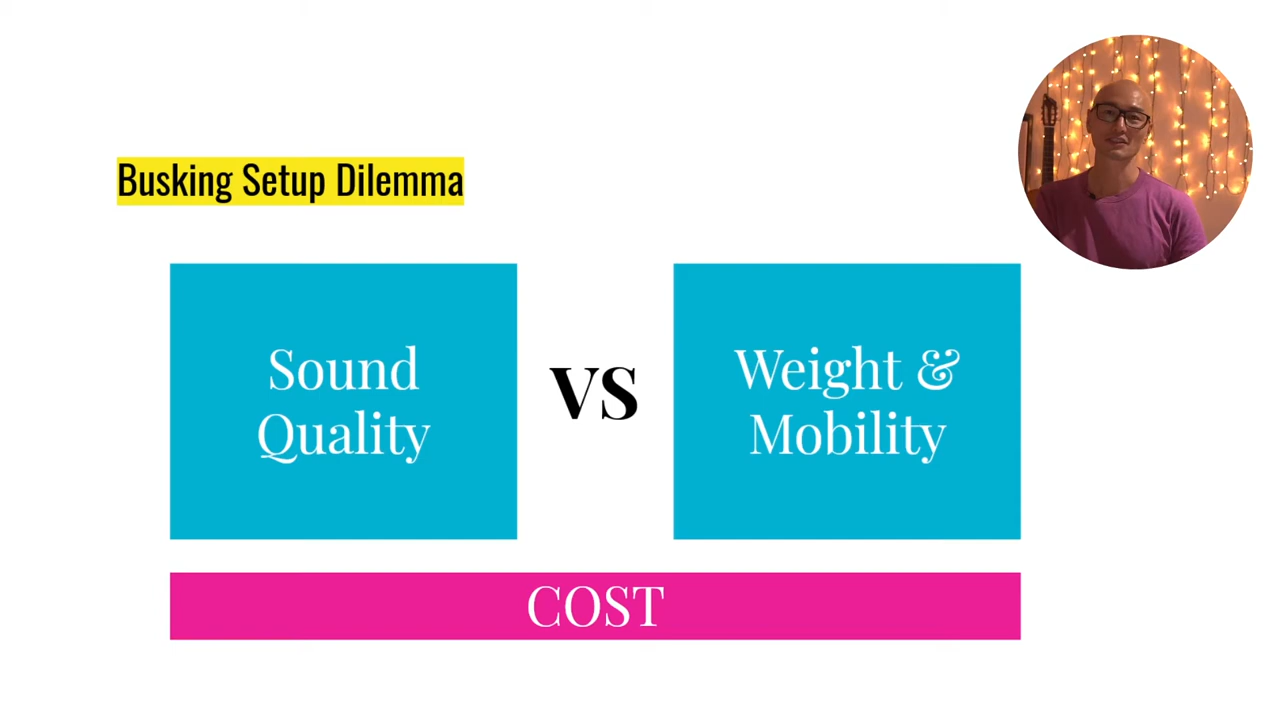 Busking Setup Dilemma
Sound
Quality
VS
Weight &
Mobility
COST